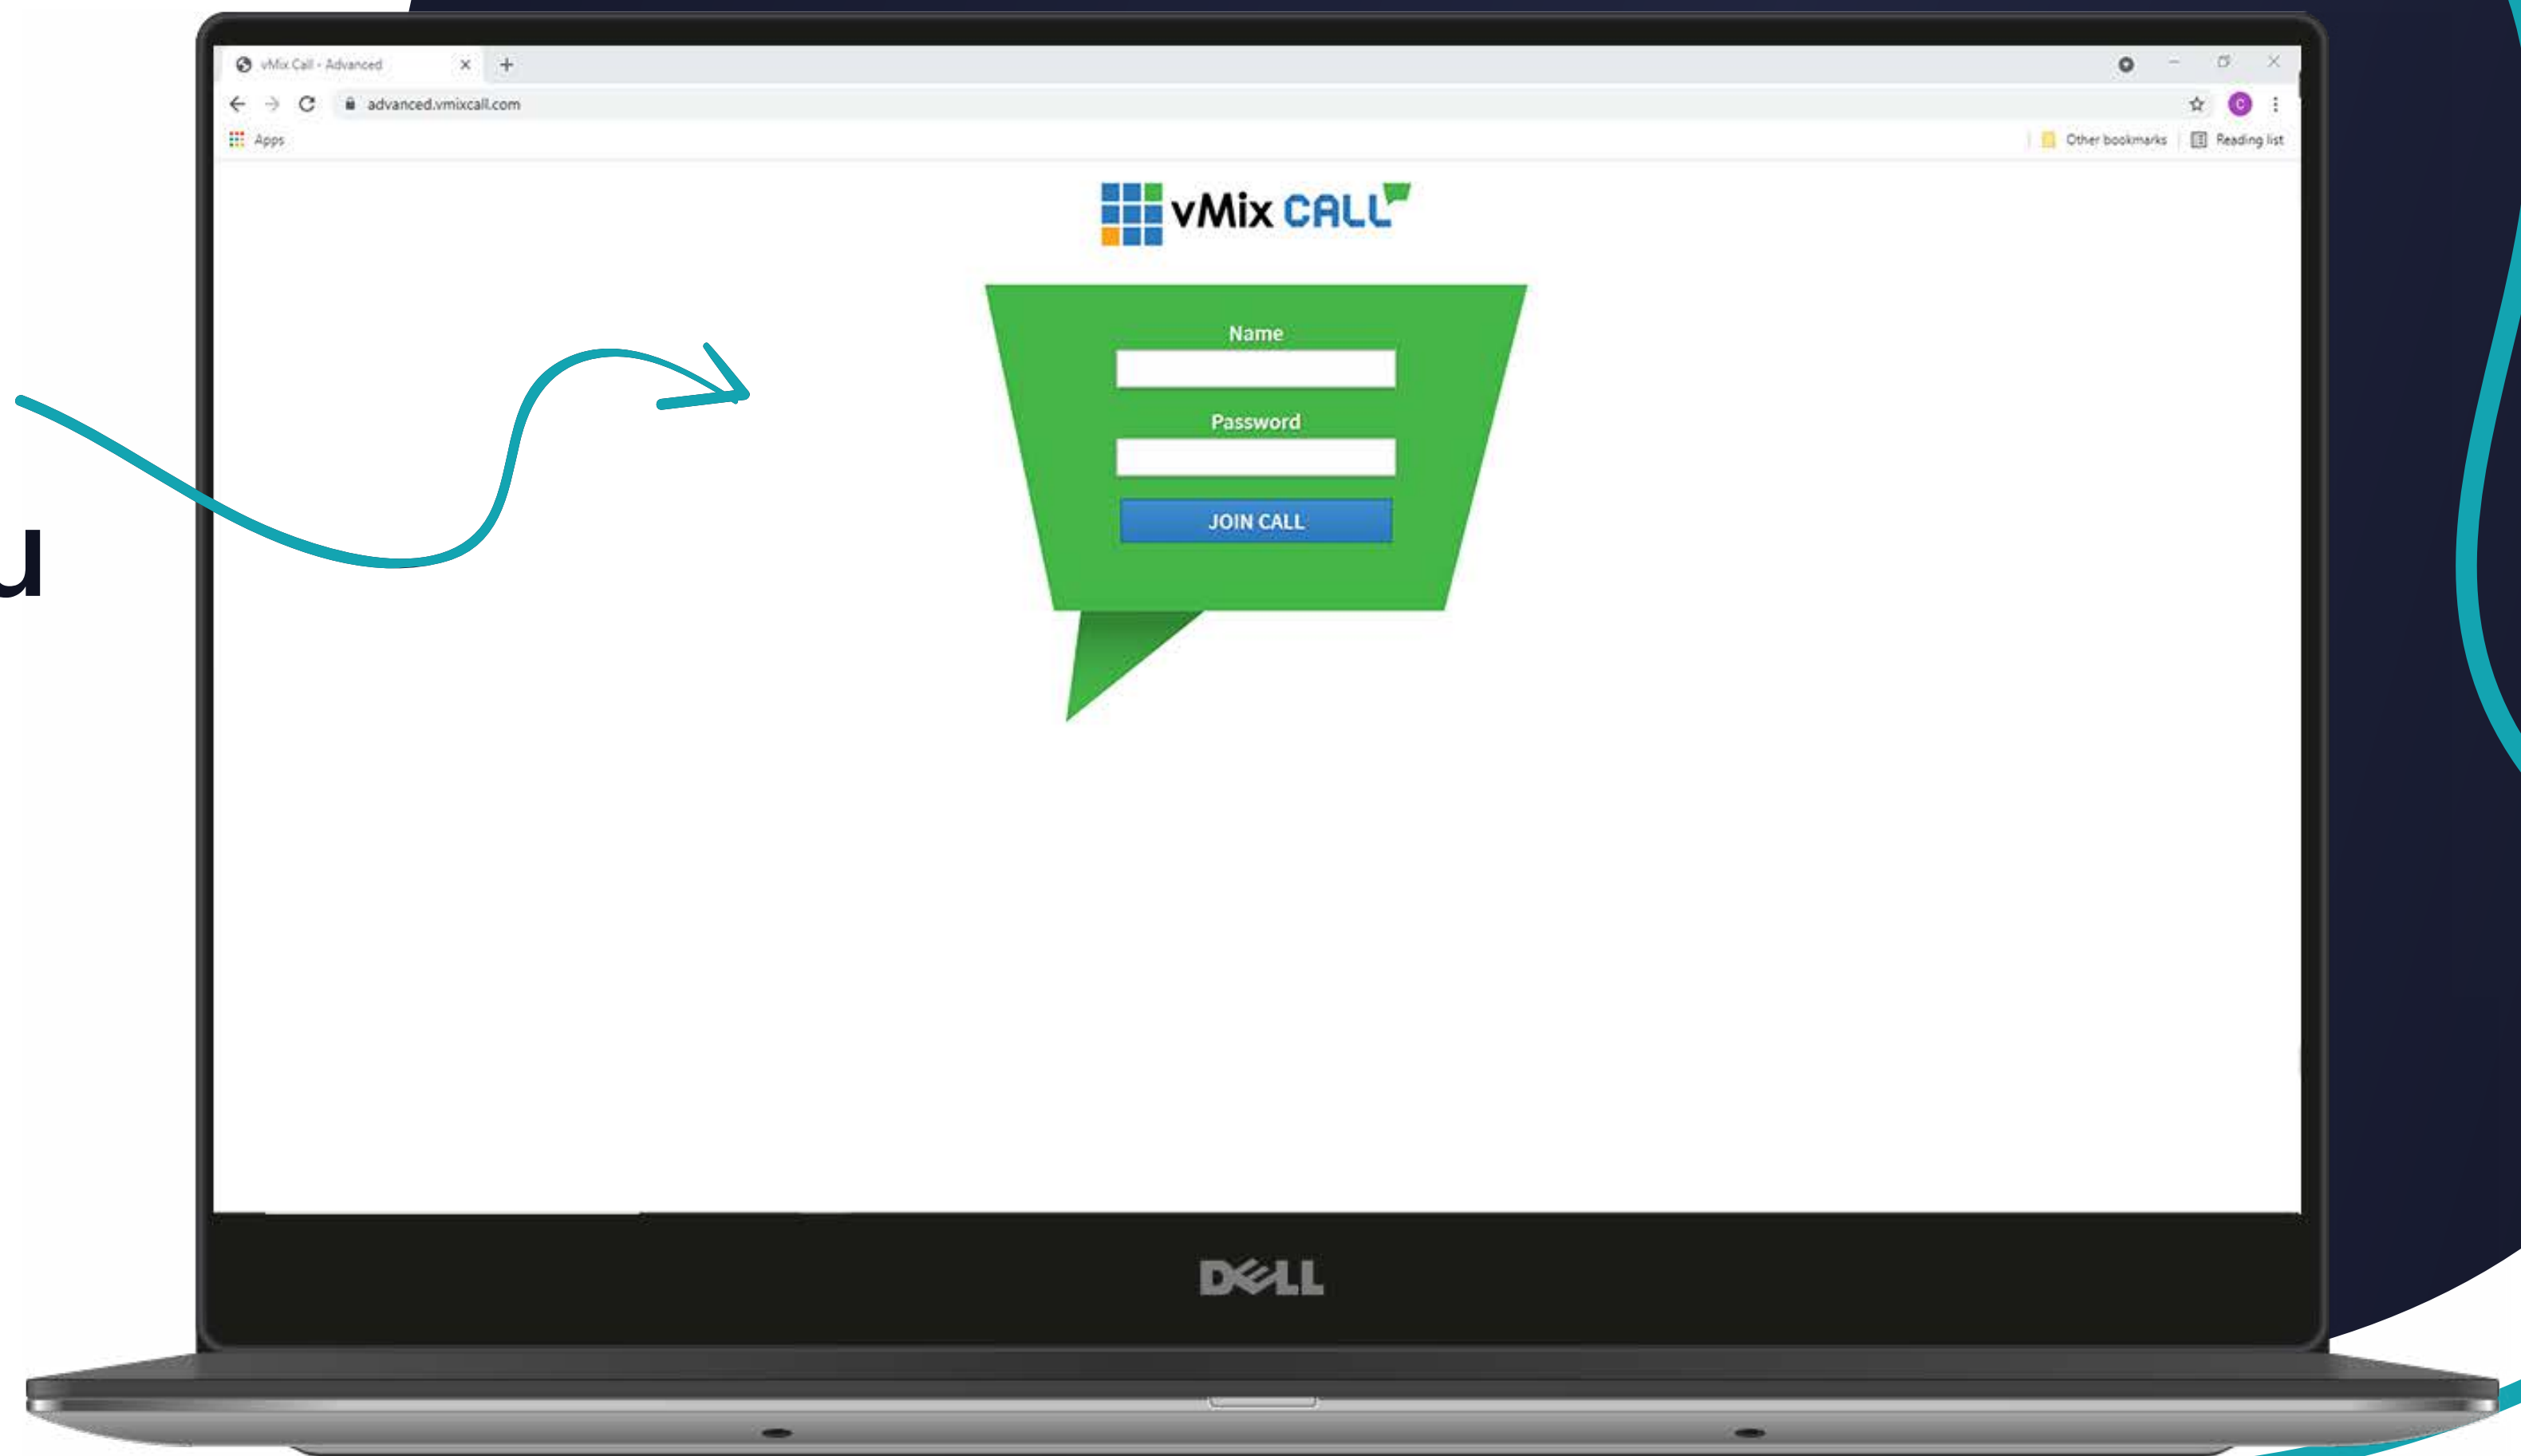 vMix Call - Advanced
advanced.vmixcall.com
Apps
Other bookmarks
Reading list
vMix CALL
Name
Password
u
JOIN CALL
DELL
C